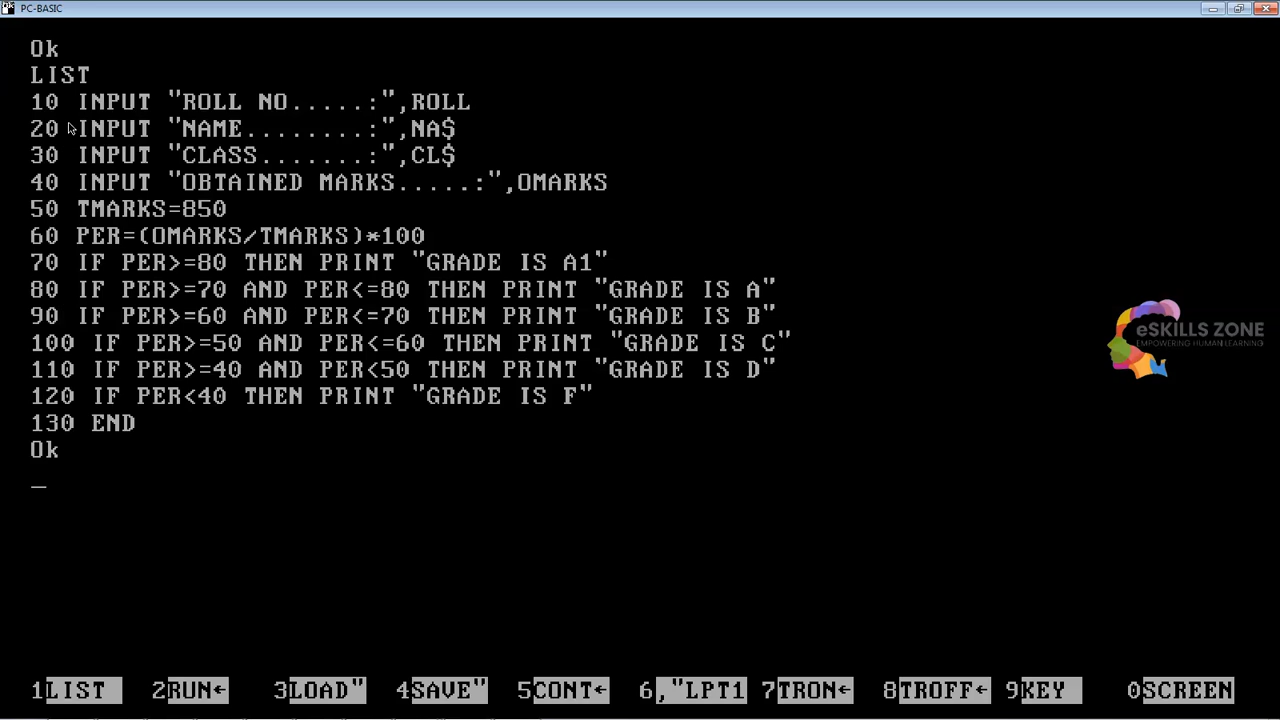 PC-BASIC
Ok
LIST
10 INPUT "ROLL NO.....:",ROLL
20 INPUT "NAME........:",NA$
30 INPUT "CLASS.......:",CL$
40 INPUT "OBTAINED MARKS.....:",OMARKS
50 TMARKS=850
60 PER=(OMARKS/TMARKS)*100
70 IF PER>=80 THEN PRINT "GRADE IS A1"
80 IF PER>=70 AND PER<=80 THEN PRINT "GRADE IS A"
90 IF PER>=60 AND PER<=70 THEN PRINT "GRADE IS B"
100 IF PER>=50 AND PER<=60 THEN PRINT "GRADE IS C"
110 IF PER>=40 AND PER<50 THEN PRINT "GRADE IS D"
120 IF PER<40 THEN PRINT "GRADE IS F"
130 END
Ok
eSKILLS ZONE
EMPOWERING HUMAN LEARNING
1LIST 2RUN← 3LOAD" 4SAVE" 5CONT← 6,"LPT1 7TRON← 8TROFF← 9KEY 0SCREEN